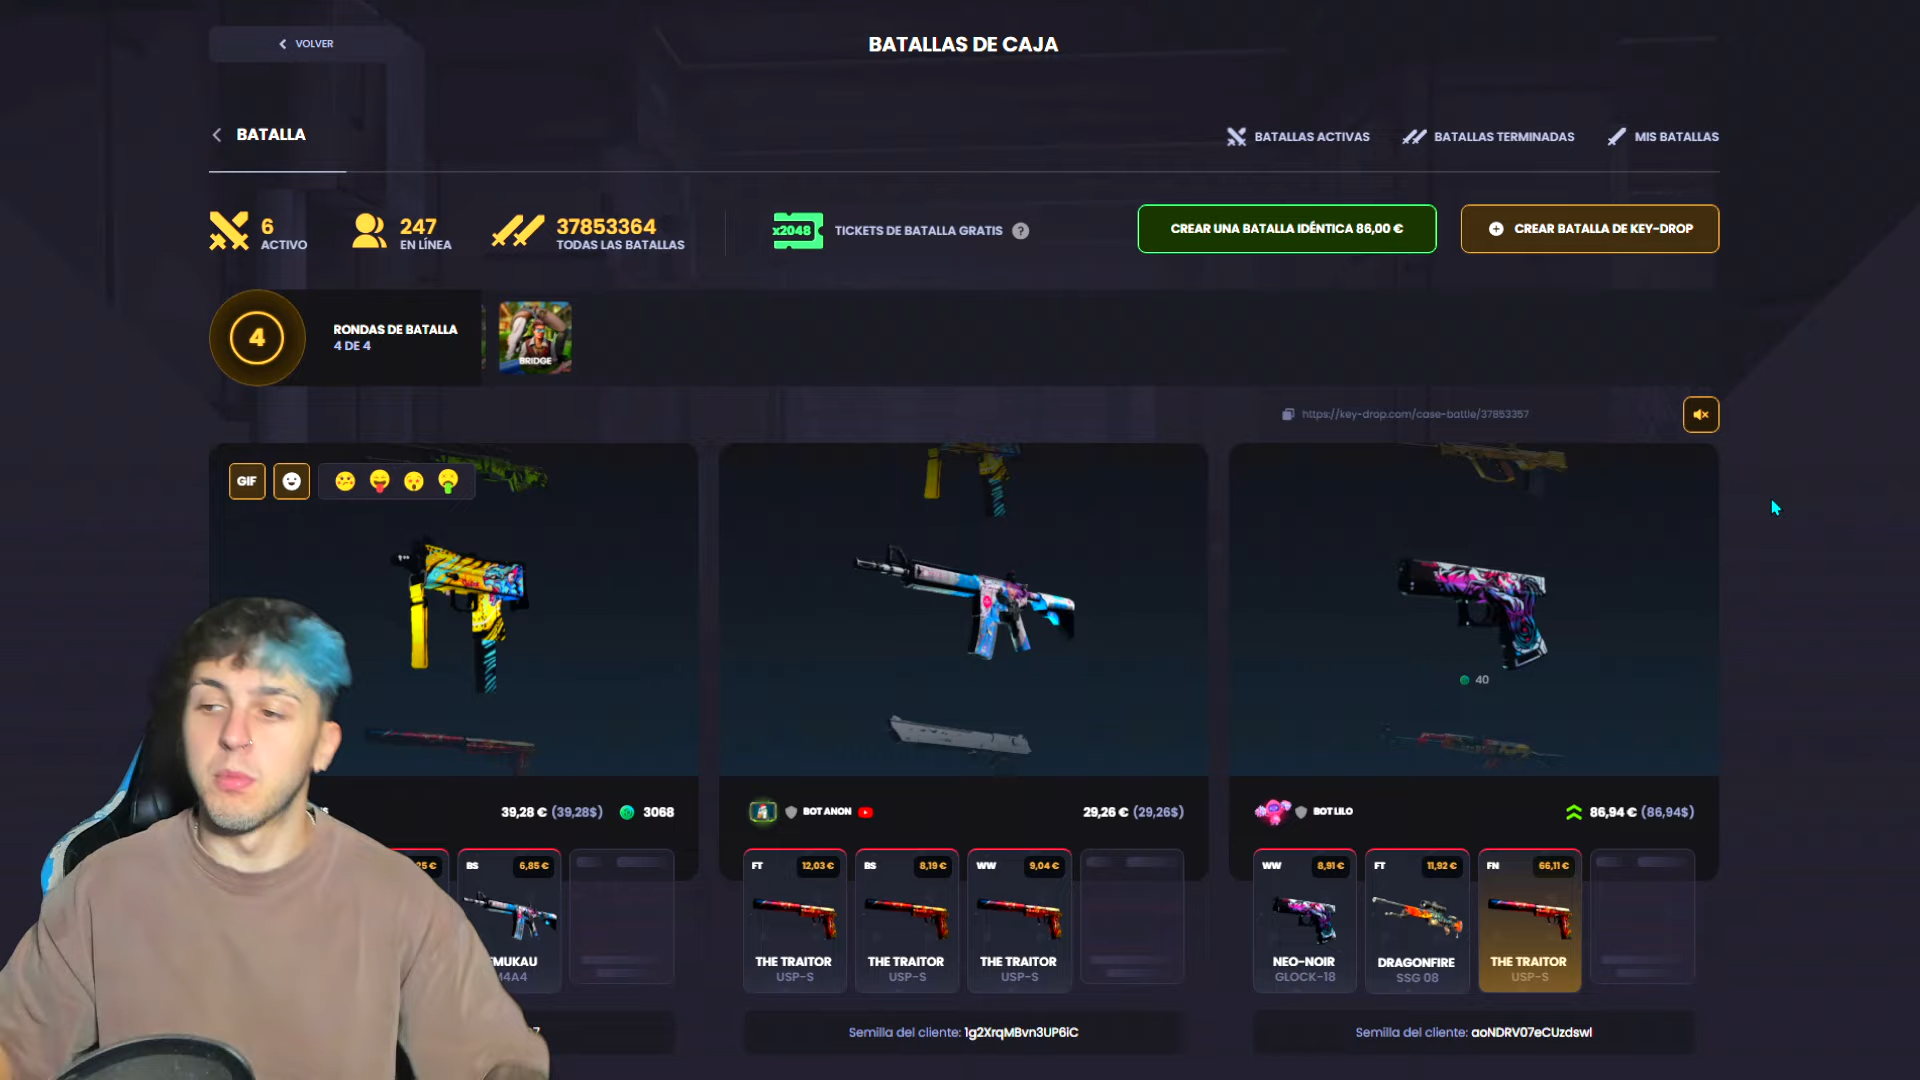 VOLVER
BATALLAS DE CAJA
BATALLA
BATALLAS ACTIVAS
BATALLAS TERMINADAS
MIS BATALLAS
6
ACTIVO
247
EN LÍNEA
37853364
TODAS LAS BATALLAS
x2048
TICKETS DE BATALLA GRATIS
?
CREAR UNA BATALLA IDÉNTICA 86,00 €
CREAR BATALLA DE KEY-DROP
4
RONDAS DE BATALLA
4 DE 4
BRIDGE
https://key-drop.com/case-battle/37853357
GIF
40
39,28 € (39,28$)
3068
BOT ANON
29,26 € (29,26$)
BOT LILO
86,94 € (86,94$)
BS
6,85 €
MUKAU
M4A4
FT
12,03 €
THE TRAITOR
USP-S
BS
8,19 €
THE TRAITOR
USP-S
WW
9,04 €
THE TRAITOR
USP-S
WW
8,91 €
NEO-NOIR
GLOCK-18
FT
11,92 €
DRAGONFIRE
SSG 08
FN
66,11 €
THE TRAITOR
USP-S
Semilla del cliente: 1g2XrqMBvn3UP6iC
Semilla del cliente: aoNDRV07eCUzdswI